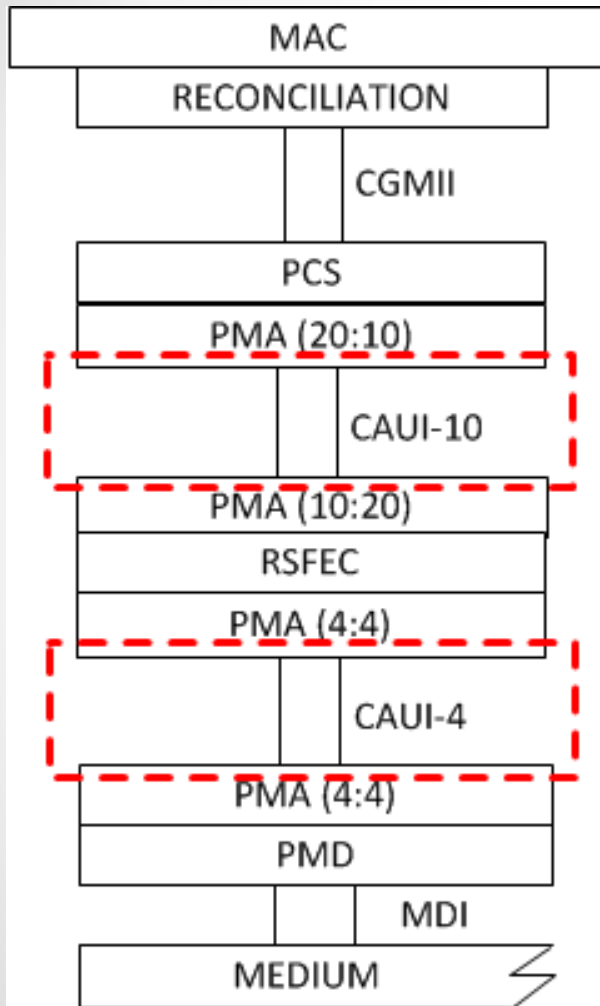 MAC
RECONCILIATION
CGMII
PCS
PMA (20:10)
CAUI-10
PMA (10:20)
RSFEC
PMA (4:4)
CAUI-4
PMA (4:4)
PMD
MDI
MEDIUM